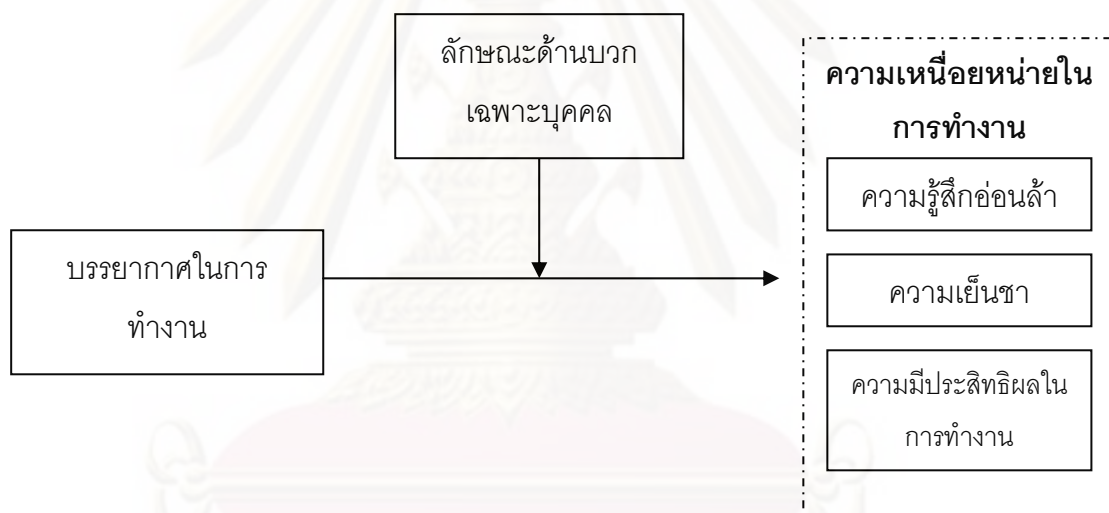 ลักษณะด้านบวก
เฉพาะบุคคล
บรรยากาศในการ
ทำงาน
ความเหนื่อยหน่ายใน
การทำงาน
ความรู้สึกอ่อนล้า
ความเย็นชา
ความมีประสิทธิผลใน
การทำงาน